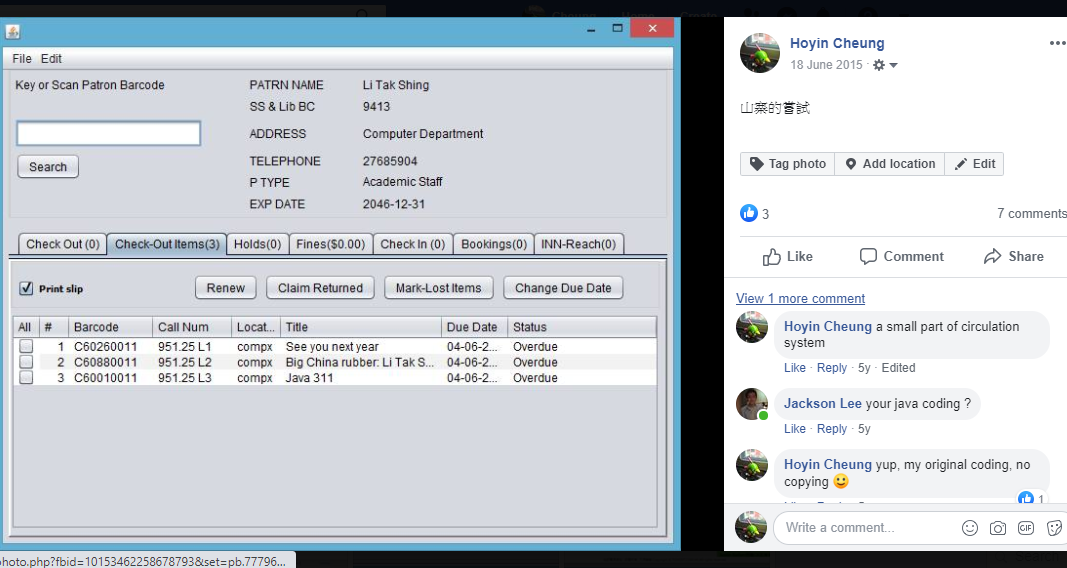 File Edit
Key or Scan Patron Barcode
Search
PATRN NAME Li Tak Shing
SS & Lib BC 9413
ADDRESS Computer Department
TELEPHONE 27685904
P TYPE Academic Staff
EXP DATE 2046-12-31
Check Out (0) Check-Out Items(3) Holds(0) Fines($0.00) Check In (0) Bookings(0) INN-Reach(0)
Print slip Renew Claim Returned Mark-Lost Items Change Due Date
All # Barcode Call Num Locat... Title Due Date Status
1 C60260011 951.25 L1 compx See you next year 04-06-2... Overdue
2 C60880011 951.25 L2 compx Big China rubber: Li Tak S... 04-06-2... Overdue
3 C60010011 951.25 L3 compx Java 311 04-06-2... Overdue
photo.php?fbid=10153462258678793&set=pb.77796...
Hoyin Cheung
18 June 2015 ·
山寨的嘗試
Tag photo Add location Edit
3 7 comments
Like Comment Share
View 1 more comment
Hoyin Cheung a small part of circulation
system
Like · Reply · 5y · Edited
Jackson Lee your java coding ?
Like · Reply · 5y
Hoyin Cheung yup, my original coding, no
copying
1
Write a comment...
GIF